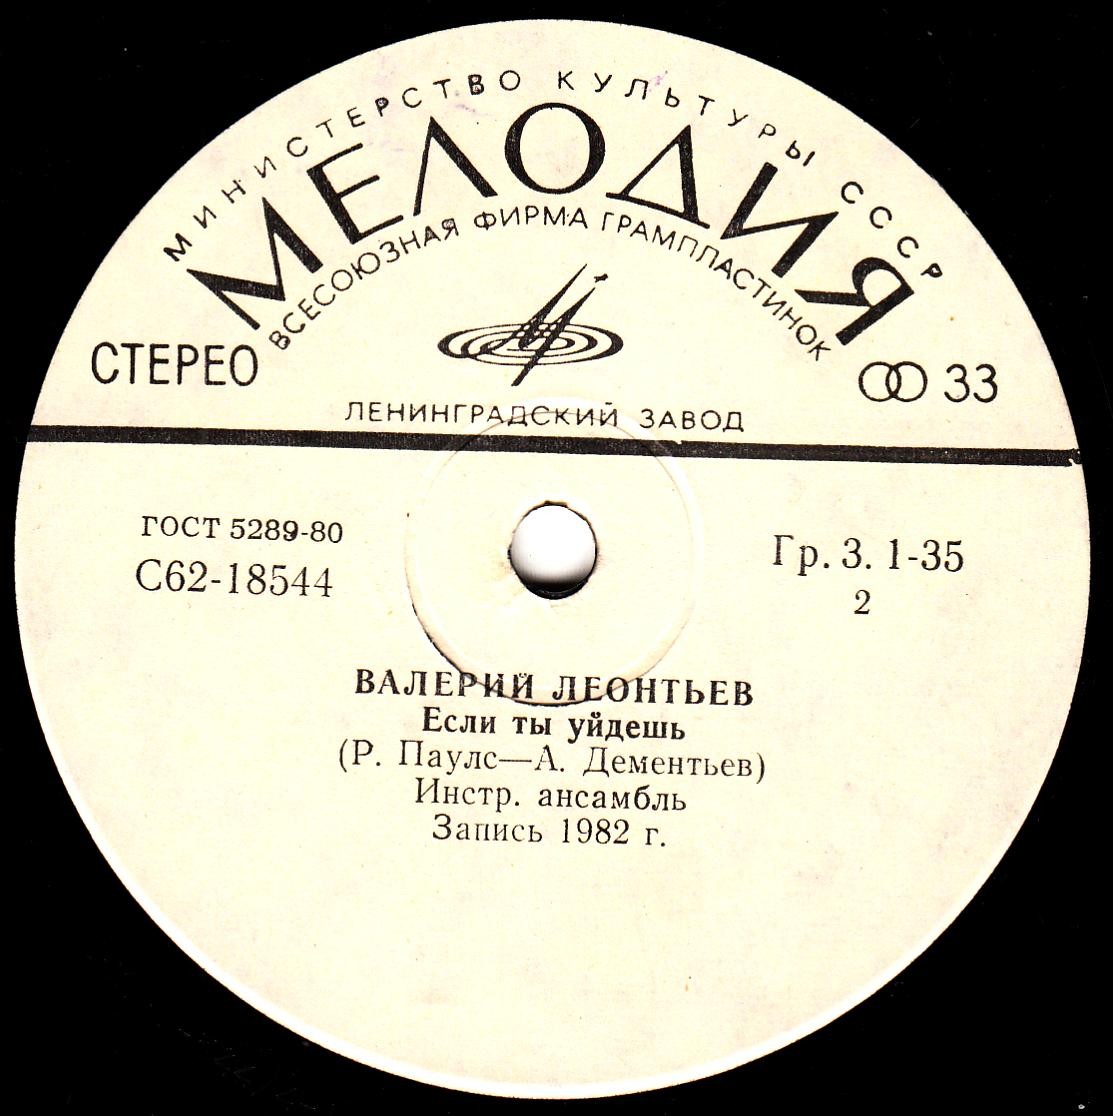 МИНИСТЕРСТВО КУЛЬТУРЫ СССР
МЕЛОДИЯ
ВСЕСОЮЗНАЯ ФИРМА ГРАМПЛАСТИНОК
СТЕРЕО
33
ЛЕНИНГРАДСКИЙ ЗАВОД
ГОСТ 5289-80
С62-18544
Гр. 3. 1-35
2
ВАЛЕРИЙ ЛЕОНТЬЕВ
Если ты уйдешь
(Р. Паулс—А. Дементьев)
Инстр. ансамбль
Запись 1982 г.